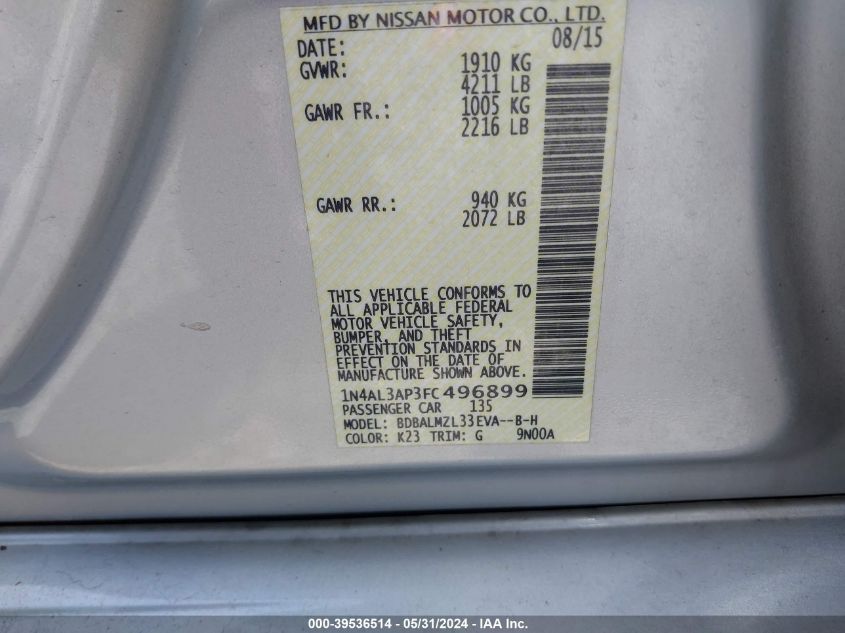 MFD BY NISSAN MOTOR CO., LTD.
DATE: 08/15
GVWR: 1910 KG
4211 LB
GAWR FR.: 1005 KG
2216 LB
GAWR RR.: 940 KG
2072 LB
THIS VEHICLE CONFORMS TO
ALL APPLICABLE FEDERAL
MOTOR VEHICLE SAFETY,
BUMPER, AND THEFT
PREVENTION STANDARDS IN
EFFECT ON THE DATE OF
MANUFACTURE SHOWN ABOVE.
1N4AL3AP3FC496899
PASSENGER CAR 135
MODEL: BDBALMZL33EVA--B-H
COLOR: K23 TRIM: G 9N00A
000-39536514 - 05/31/2024 - IAA Inc.